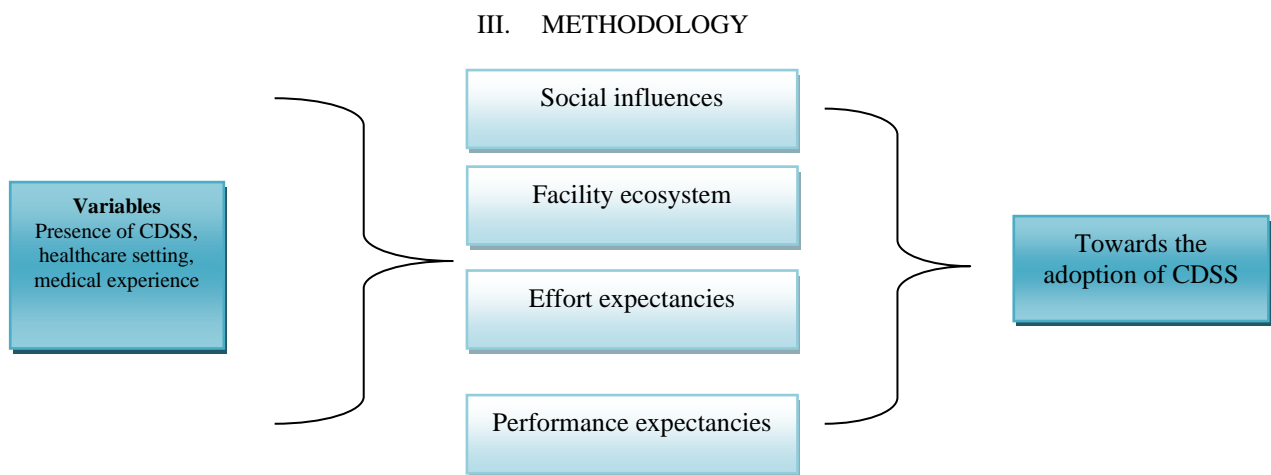 III. METHODOLOGY
Variables
Presence of CDSS,
healthcare setting,
medical experience
Social influences
Facility ecosystem
Effort expectancies
Performance expectancies
Towards the
adoption of CDSS